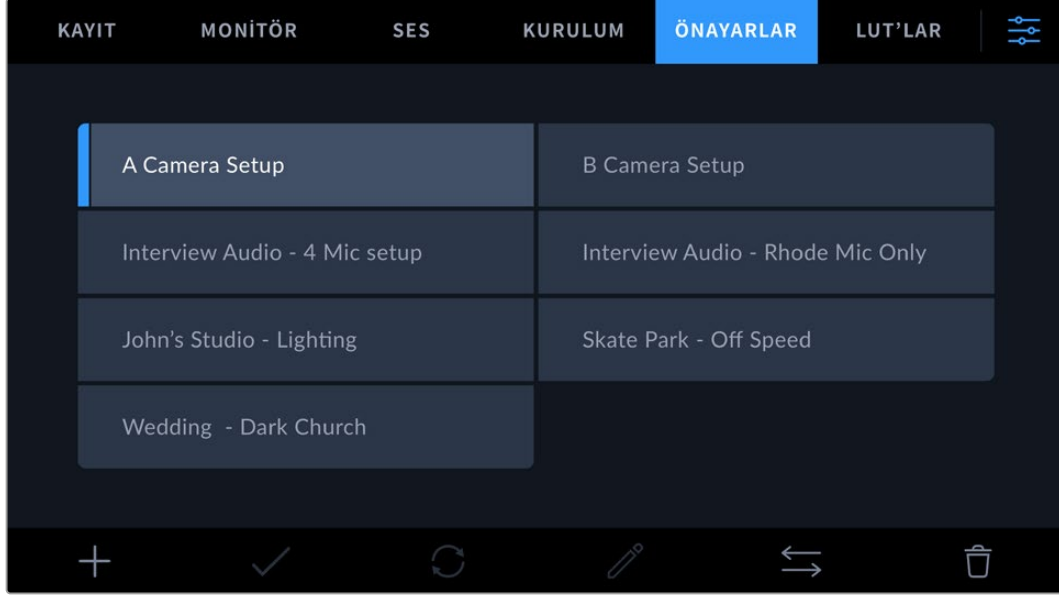 KAYIT MONİTÖR SES KURULUM ÖNAYARLAR LUT’LAR
A Camera Setup B Camera Setup
Interview Audio - 4 Mic setup Interview Audio - Rhode Mic Only
John’s Studio - Lighting Skate Park - Off Speed
Wedding - Dark Church